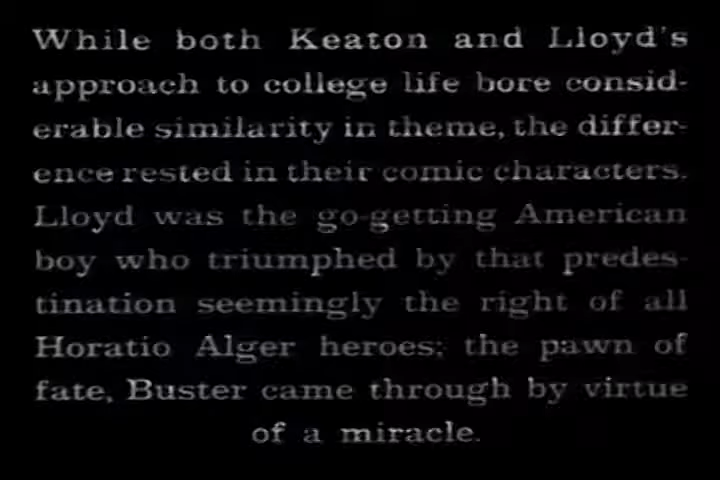 While both Keaton and Lloyd's
approach to college life bore consid-
erable similarity in theme, the differ-
ence rested in their comic characters.
Lloyd was the go-getting American
boy who triumphed by that predes-
tination seemingly the right of all
Horatio Alger heroes; the pawn of
fate, Buster came through by virtue
of a miracle.